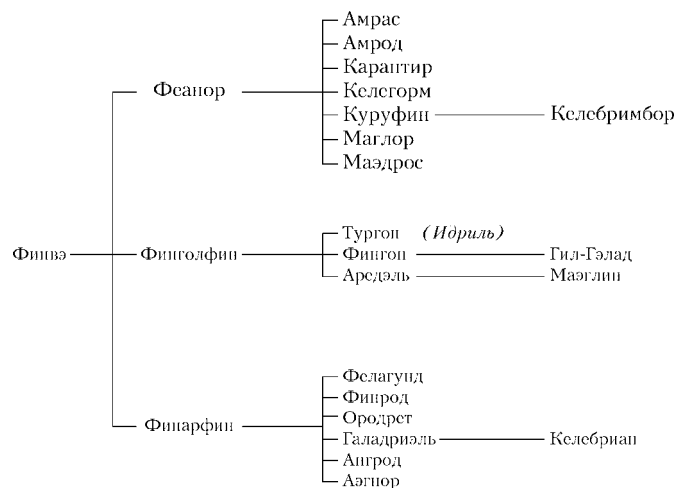 Амрас
Амрод
Карантир
Феанор Келегорм
Куруфин Келебримбор
Маглор
Маэдрос
Тургон (Идриль)
Финвэ Финголфин Фингон Гил-Гэлад
Аредэль Маэглин
Фелагунд
Финрод
Ородрет
Финарфин Галадриэль Келебриан
Ангрод
Аэгнор